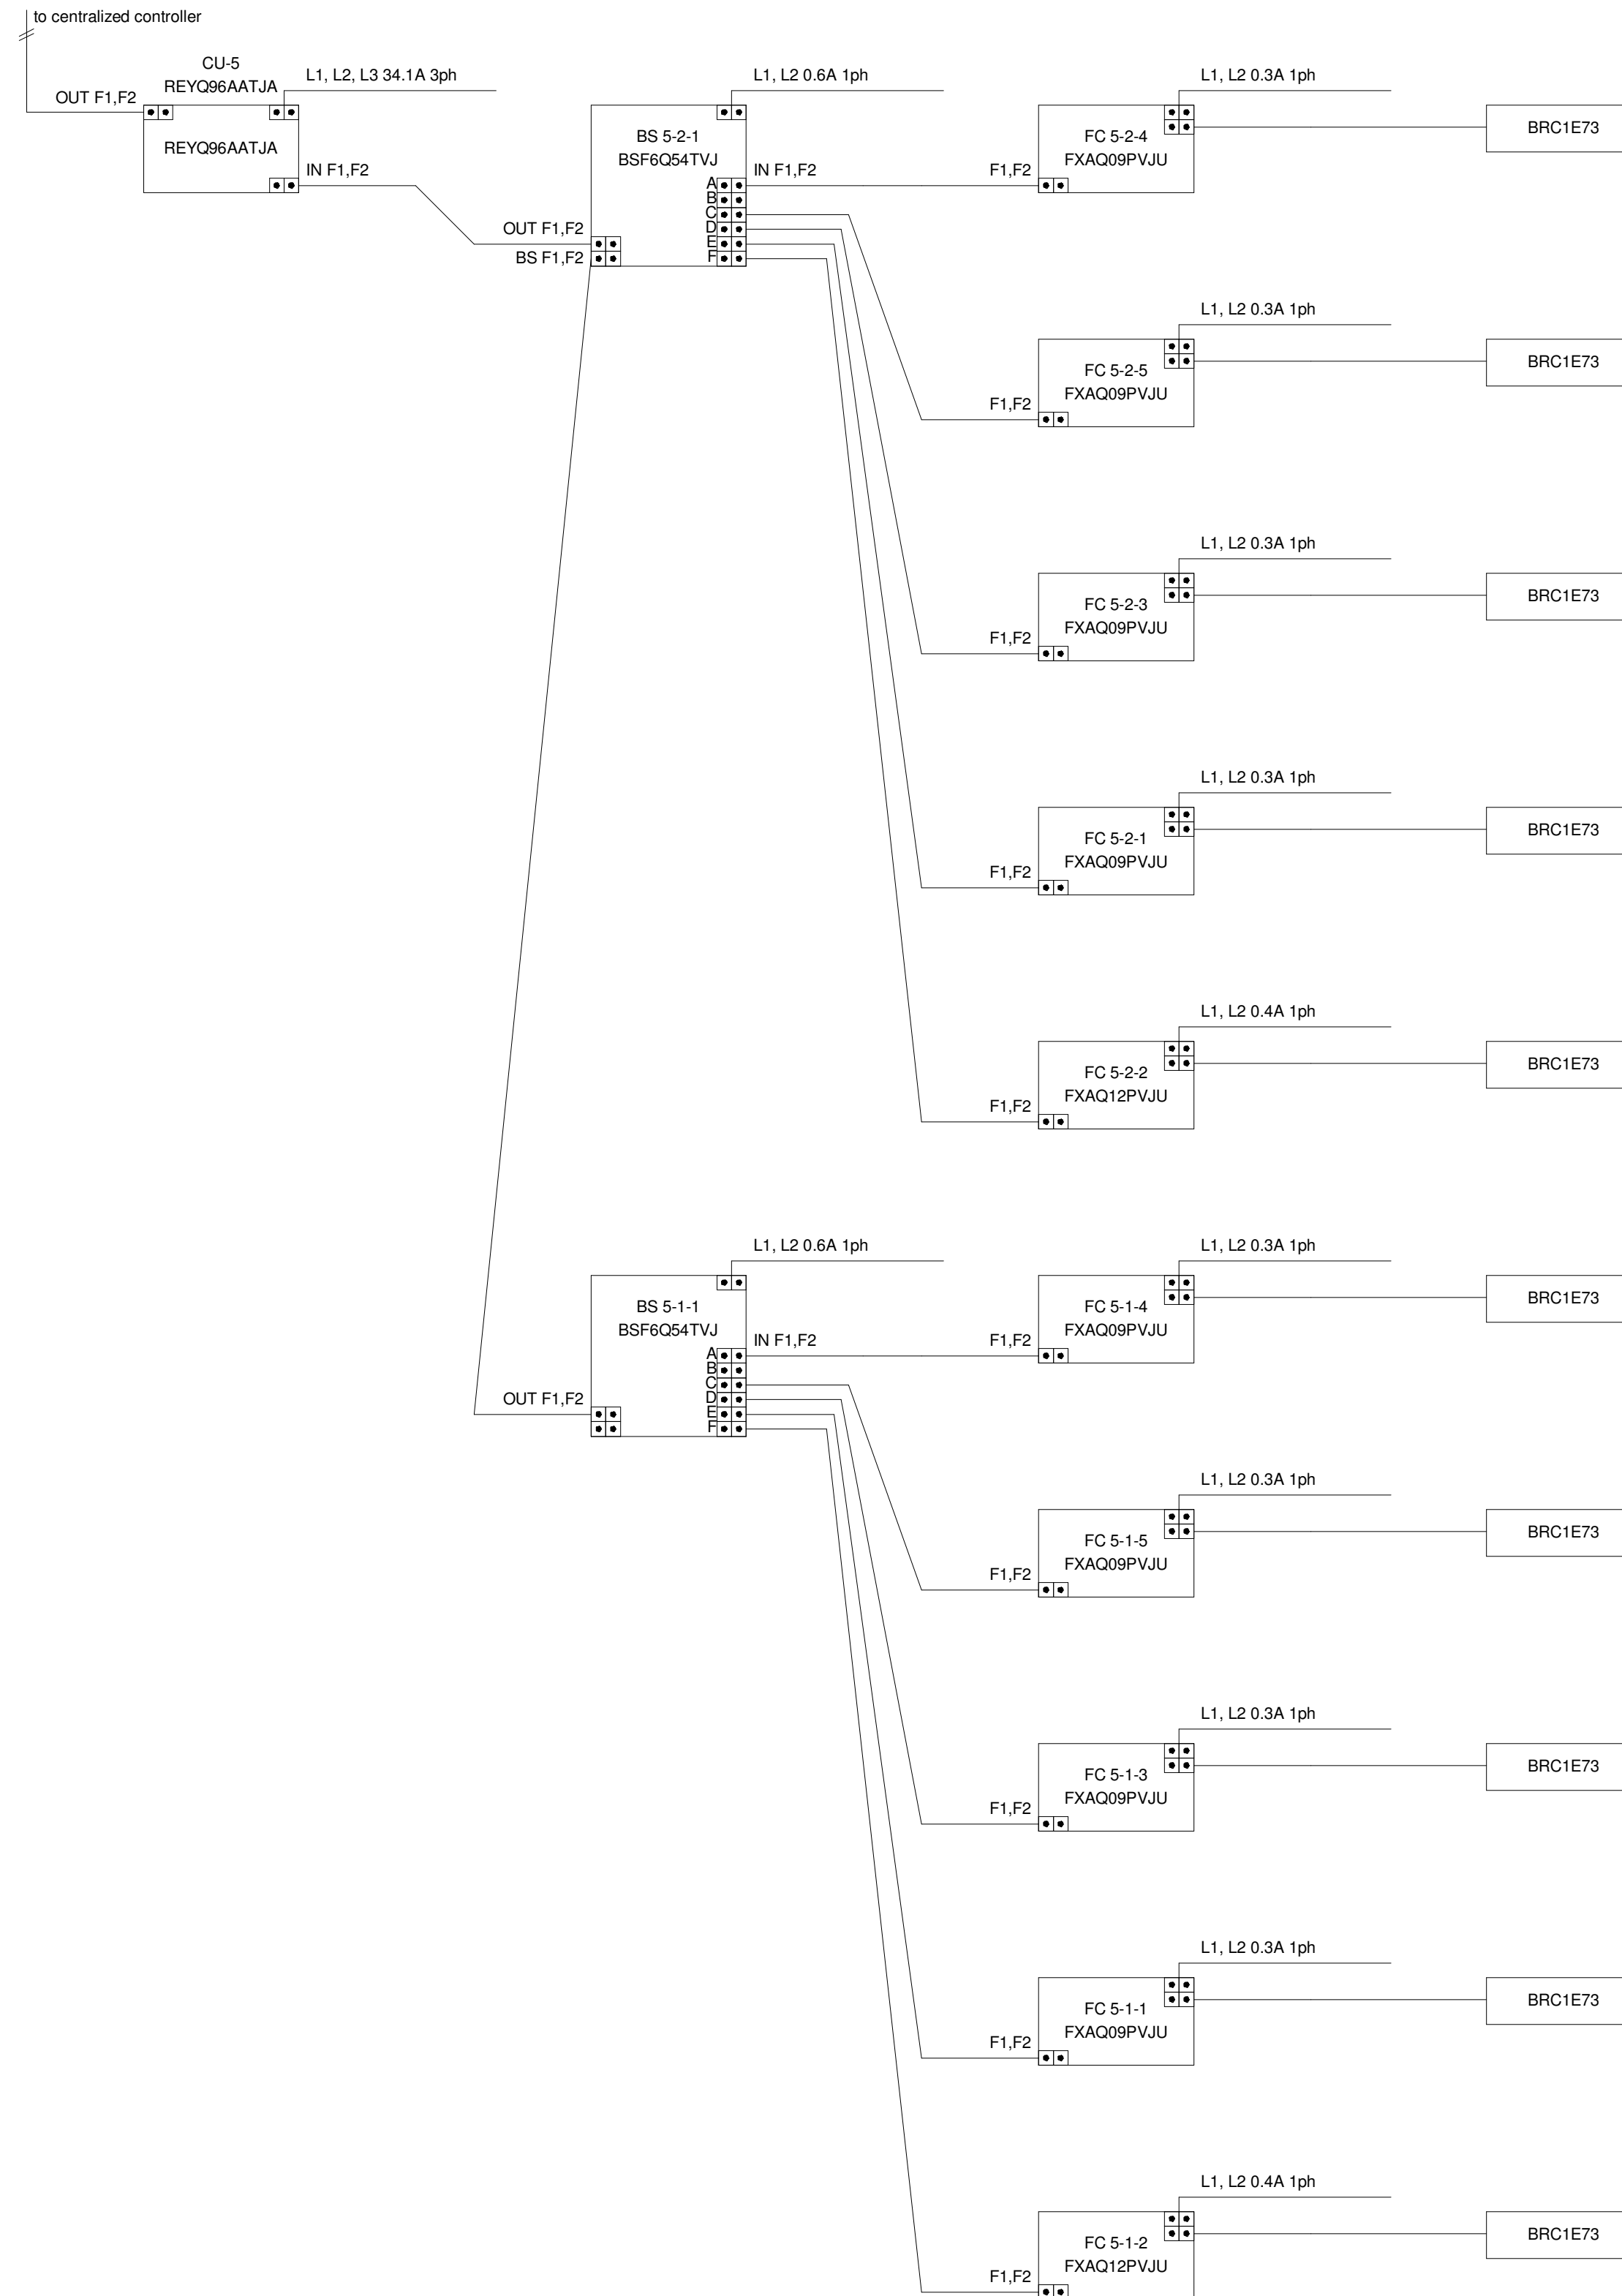 to centralized controller
CU-5
REYQ96AATJA
L1, L2, L3 34.1A 3ph
OUT F1,F2
REYQ96AATJA
IN F1,F2
L1, L2 0.6A 1ph
BS 5-2-1
BSF6Q54TVJ
A
B
C
D
E
F
IN F1,F2
OUT F1,F2
BS F1,F2
L1, L2 0.3A 1ph
FC 5-2-4
FXAQ09PVJU
F1,F2
BRC1E73
L1, L2 0.3A 1ph
FC 5-2-5
FXAQ09PVJU
F1,F2
BRC1E73
L1, L2 0.3A 1ph
FC 5-2-3
FXAQ09PVJU
F1,F2
BRC1E73
L1, L2 0.3A 1ph
FC 5-2-1
FXAQ09PVJU
F1,F2
BRC1E73
L1, L2 0.4A 1ph
FC 5-2-2
FXAQ12PVJU
F1,F2
BRC1E73
L1, L2 0.6A 1ph
BS 5-1-1
BSF6Q54TVJ
A
B
C
D
E
F
IN F1,F2
OUT F1,F2
L1, L2 0.3A 1ph
FC 5-1-4
FXAQ09PVJU
F1,F2
BRC1E73
L1, L2 0.3A 1ph
FC 5-1-5
FXAQ09PVJU
F1,F2
BRC1E73
L1, L2 0.3A 1ph
FC 5-1-3
FXAQ09PVJU
F1,F2
BRC1E73
L1, L2 0.3A 1ph
FC 5-1-1
FXAQ09PVJU
F1,F2
BRC1E73
L1, L2 0.4A 1ph
FC 5-1-2
FXAQ12PVJU
F1,F2
BRC1E73